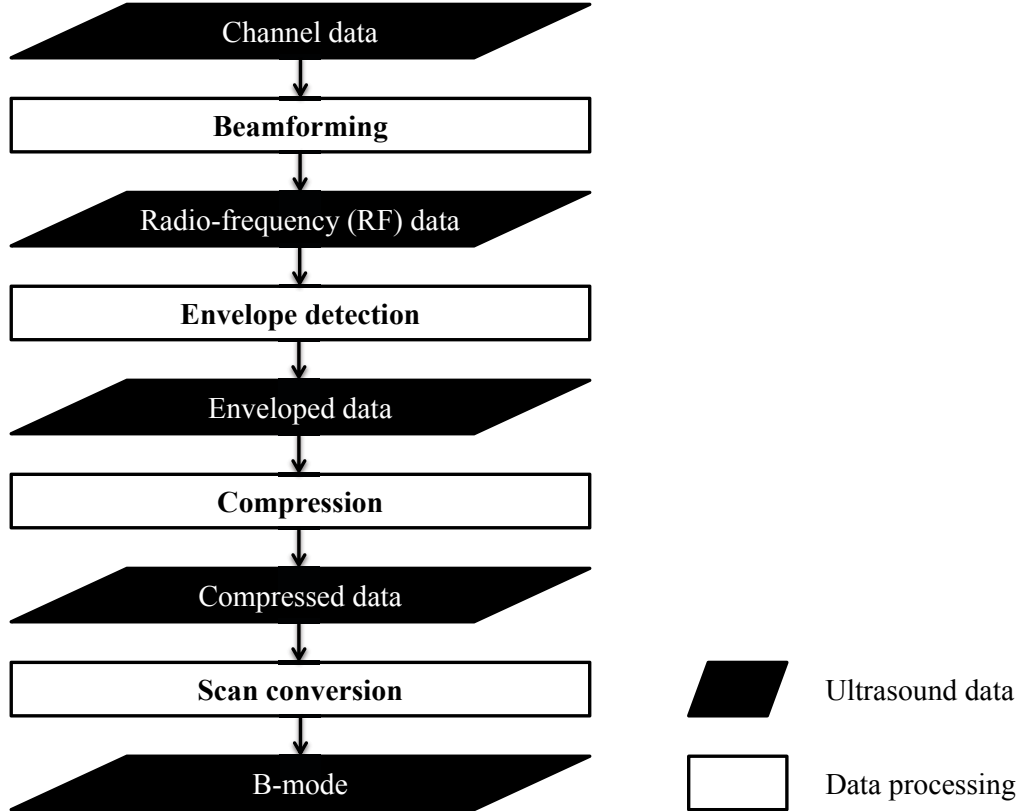 Channel data
Beamforming
Radio-frequency (RF) data
Envelope detection
Enveloped data
Compression
Compressed data
Scan conversion
B-mode
Ultrasound data
Data processing